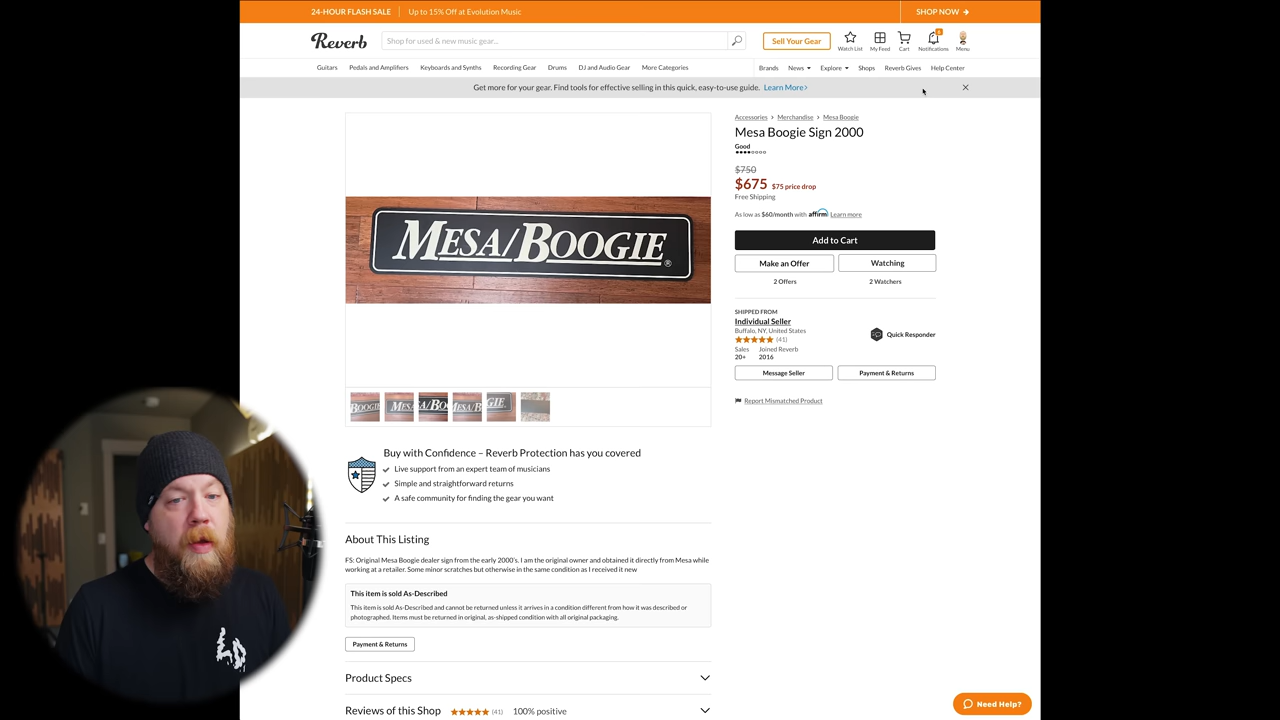 24-HOUR FLASH SALE
Up to 15% Off at Evolution Music
SHOP NOW →
Reverb
Shop for used & new music gear...
Sell Your Gear
Watch List
My Feed
Cart
Notifications
Menu
Guitars
Pedals and Amplifiers
Keyboards and Synths
Recording Gear
Drums
DJ and Audio Gear
More Categories
Brands
News
Explore
Shops
Reverb Gives
Help Center
Get more for your gear. Find tools for effective selling in this quick, easy-to-use guide. Learn More>
MESA/BOOGIE®
Accessories > Merchandise > Mesa Boogie
Mesa Boogie Sign 2000
Good
$750
$675 $75 price drop
Free Shipping
As low as $60/month with affirm Learn more
Add to Cart
Make an Offer
Watching
2 Offers
2 Watchers
SHIPPED FROM
Individual Seller
Buffalo, NY, United States
(41)
Quick Responder
Sales Joined Reverb
20+ 2016
Message Seller
Payment & Returns
Report Mismatched Product
Buy with Confidence – Reverb Protection has you covered
Live support from an expert team of musicians
Simple and straightforward returns
A safe community for finding the gear you want
About This Listing
FS: Original Mesa Boogie dealer sign from the early 2000's. I am the original owner and obtained it directly from Mesa while
working at a retailer. Some minor scratches but otherwise in the same condition as I received it new
This item is sold As-Described
This item is sold As-Described and cannot be returned unless it arrives in a condition different from how it was described or
photographed. Items must be returned in original, as-shipped condition with all original packaging.
Payment & Returns
Product Specs
Reviews of this Shop (41) 100% positive
Need Help?